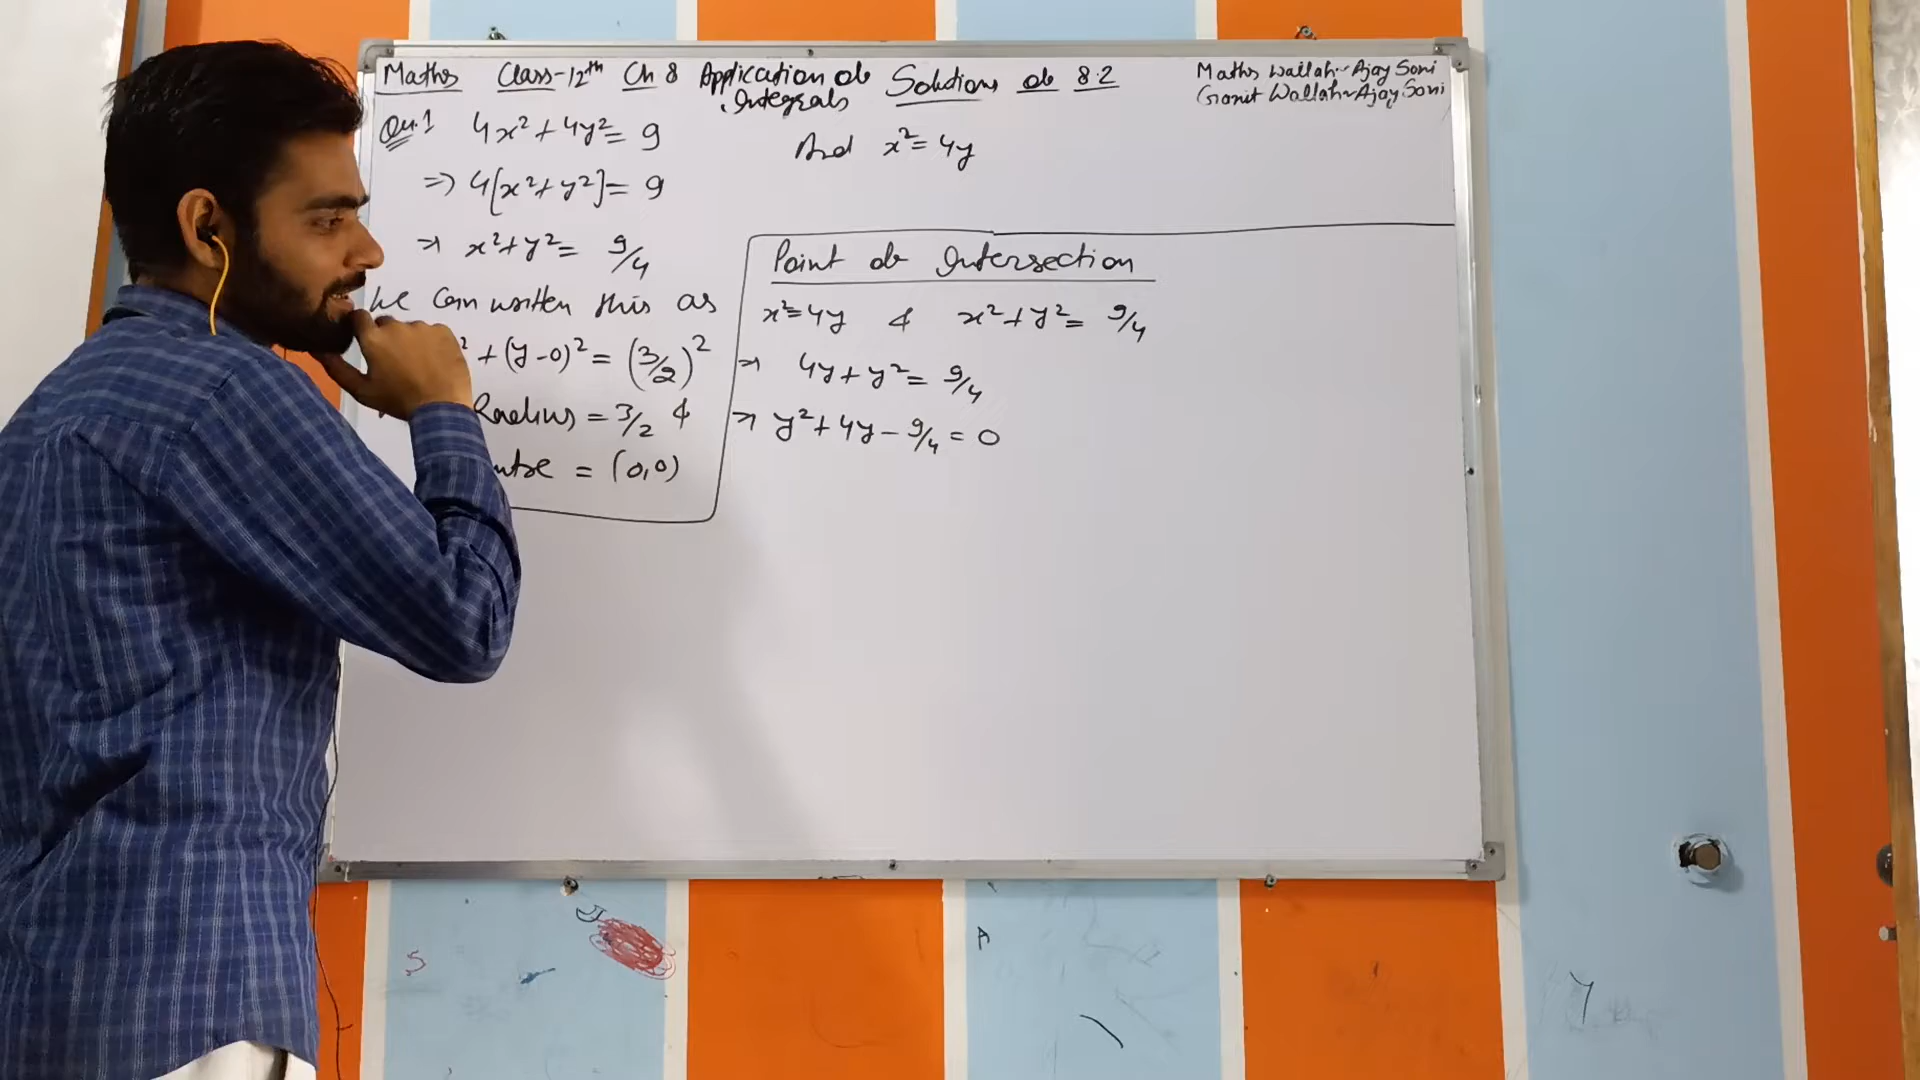 Maths Class-12th Ch 8 Application of Integrals Solutions of 8.2
Maths Wallah - Ajay Soni
Ganit Wallah - Ajay Soni
Qu.1 4x² + 4y² = 9 And x² = 4y
=> 4[x² + y²] = 9
=> x² + y² = 9/4
We can written this as
² + (y-0)² = (3/2)²
Radius = 3/2 &
ntre = (0,0)
Point of Intersection
x² = 4y & x² + y² = 9/4
=> 4y + y² = 9/4
=> y² + 4y - 9/4 = 0
S
A